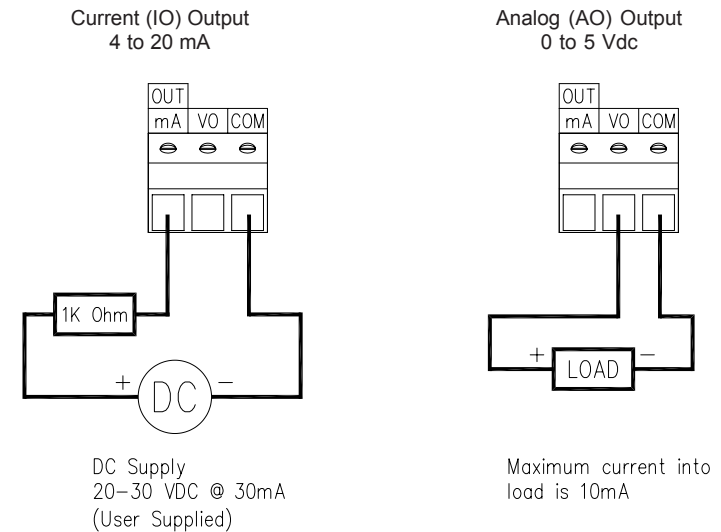 Current (IO) Output
4 to 20 mA
OUT
mA VO COM
1K Ohm
+ DC −
DC Supply
20-30 VDC @ 30mA
(User Supplied)
Analog (AO) Output
0 to 5 Vdc
OUT
mA VO COM
+ LOAD −
Maximum current into
load is 10mA